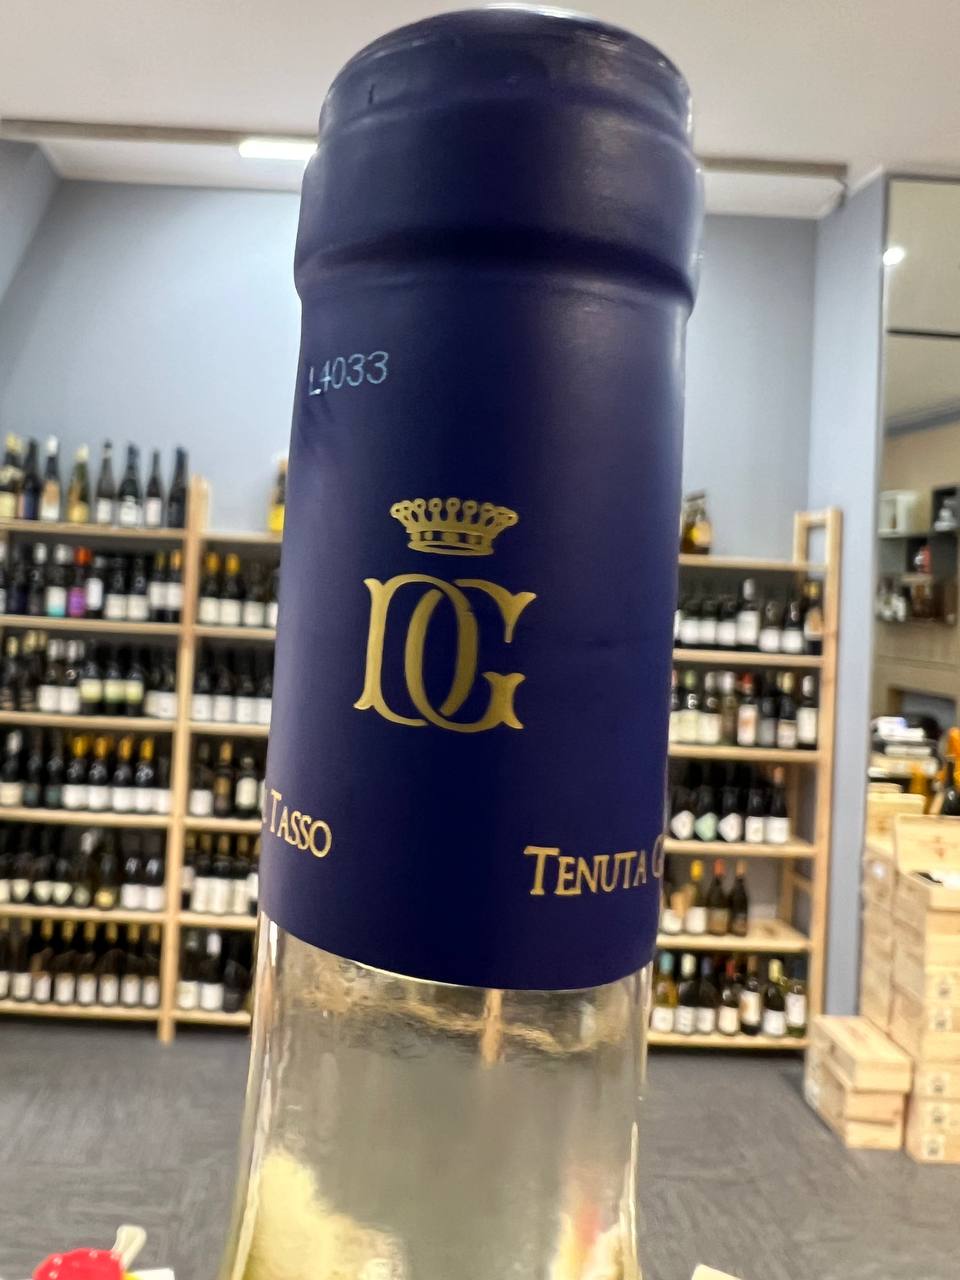 L4033
DG
TASSO
TENUTA G